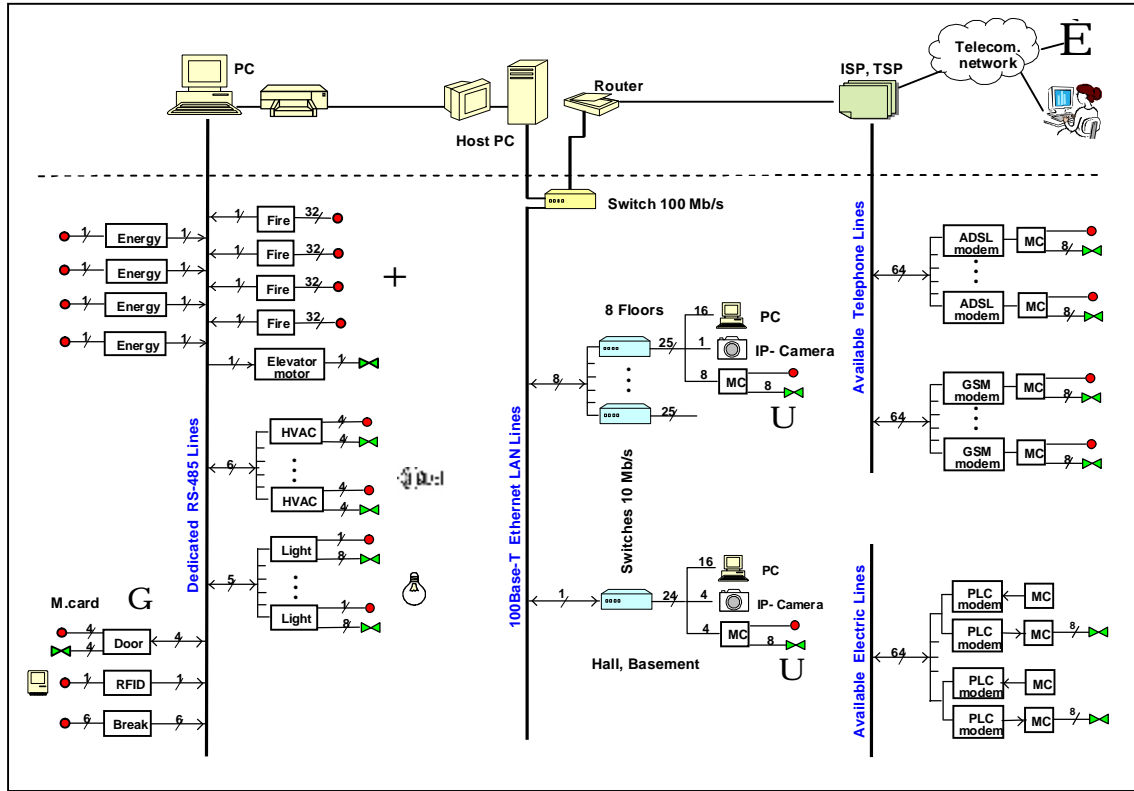 PC
Host PC
Router
ISP, TSP
Telecom.
network
È
Switch 100 Mb/s
Dedicated RS-485 Lines
1 Energy 1
1 Energy 1
1 Energy 1
1 Energy 1
1 Fire 32
1 Fire 32
1 Fire 32
1 Fire 32
+
1 Elevator
motor 1
6
HVAC 4
4
HVAC 4
4
5
Light 1
8
Light 1
8
M.card G
4
4 Door 4
1 RFID 1
6 Break 6
100Base-T Ethernet LAN Lines
8 Floors
8
25
16 PC
1 IP- Camera
8 MC
8
25
U
Switches 10 Mb/s
1
24
16 PC
4 IP- Camera
4 MC
8
U
Hall, Basement
Available Telephone Lines
64
ADSL
modem MC
8
ADSL
modem MC
8
64
GSM
modem MC
8
GSM
modem MC
8
Available Electric Lines
64
PLC
modem MC
PLC
modem MC 8
PLC
modem MC
PLC
modem MC 8